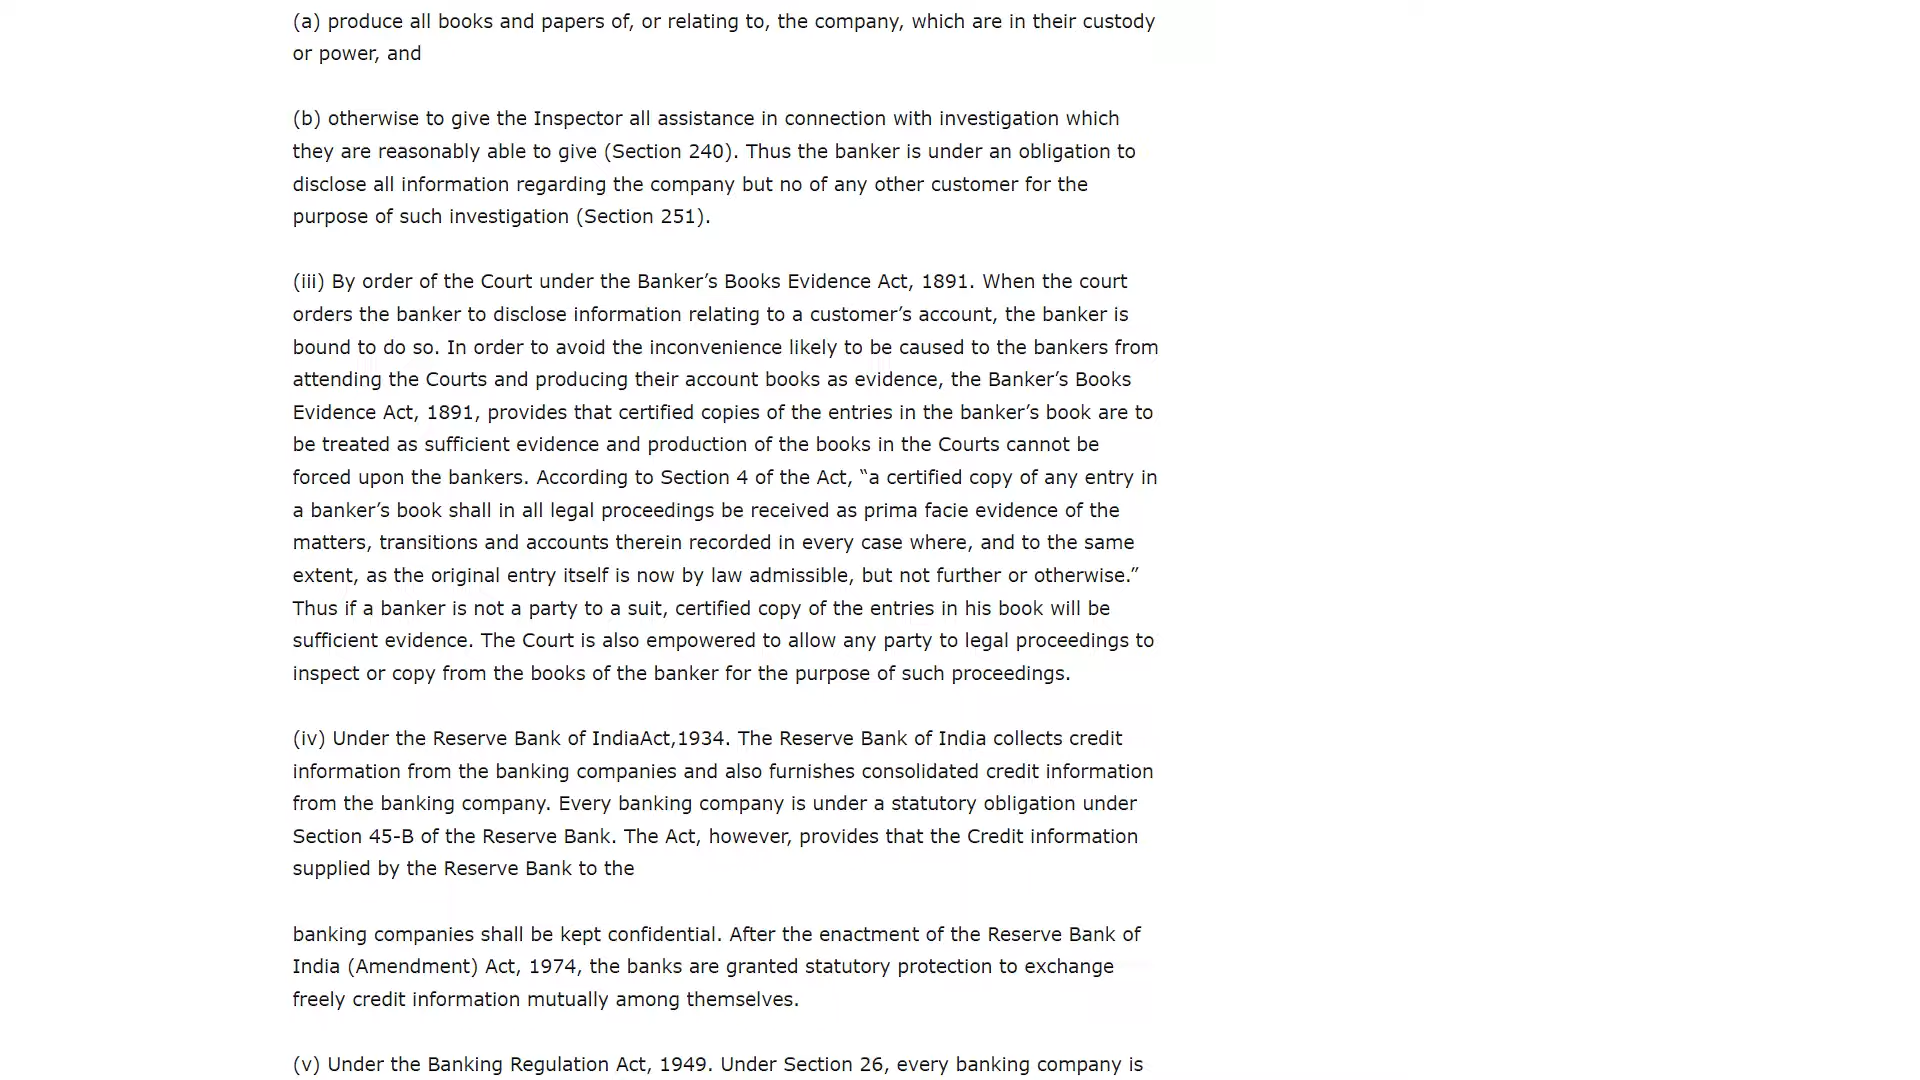 (a) produce all books and papers of, or relating to, the company, which are in their custody
or power, and
(b) otherwise to give the Inspector all assistance in connection with investigation which
they are reasonably able to give (Section 240). Thus the banker is under an obligation to
disclose all information regarding the company but no of any other customer for the
purpose of such investigation (Section 251).
(iii) By order of the Court under the Banker’s Books Evidence Act, 1891. When the court
orders the banker to disclose information relating to a customer’s account, the banker is
bound to do so. In order to avoid the inconvenience likely to be caused to the bankers from
attending the Courts and producing their account books as evidence, the Banker’s Books
Evidence Act, 1891, provides that certified copies of the entries in the banker’s book are to
be treated as sufficient evidence and production of the books in the Courts cannot be
forced upon the bankers. According to Section 4 of the Act, “a certified copy of any entry in
a banker’s book shall in all legal proceedings be received as prima facie evidence of the
matters, transitions and accounts therein recorded in every case where, and to the same
extent, as the original entry itself is now by law admissible, but not further or otherwise.”
Thus if a banker is not a party to a suit, certified copy of the entries in his book will be
sufficient evidence. The Court is also empowered to allow any party to legal proceedings to
inspect or copy from the books of the banker for the purpose of such proceedings.
(iv) Under the Reserve Bank of IndiaAct,1934. The Reserve Bank of India collects credit
information from the banking companies and also furnishes consolidated credit information
from the banking company. Every banking company is under a statutory obligation under
Section 45-B of the Reserve Bank. The Act, however, provides that the Credit information
supplied by the Reserve Bank to the
banking companies shall be kept confidential. After the enactment of the Reserve Bank of
India (Amendment) Act, 1974, the banks are granted statutory protection to exchange
freely credit information mutually among themselves.
(v) Under the Banking Regulation Act, 1949. Under Section 26, every banking company is